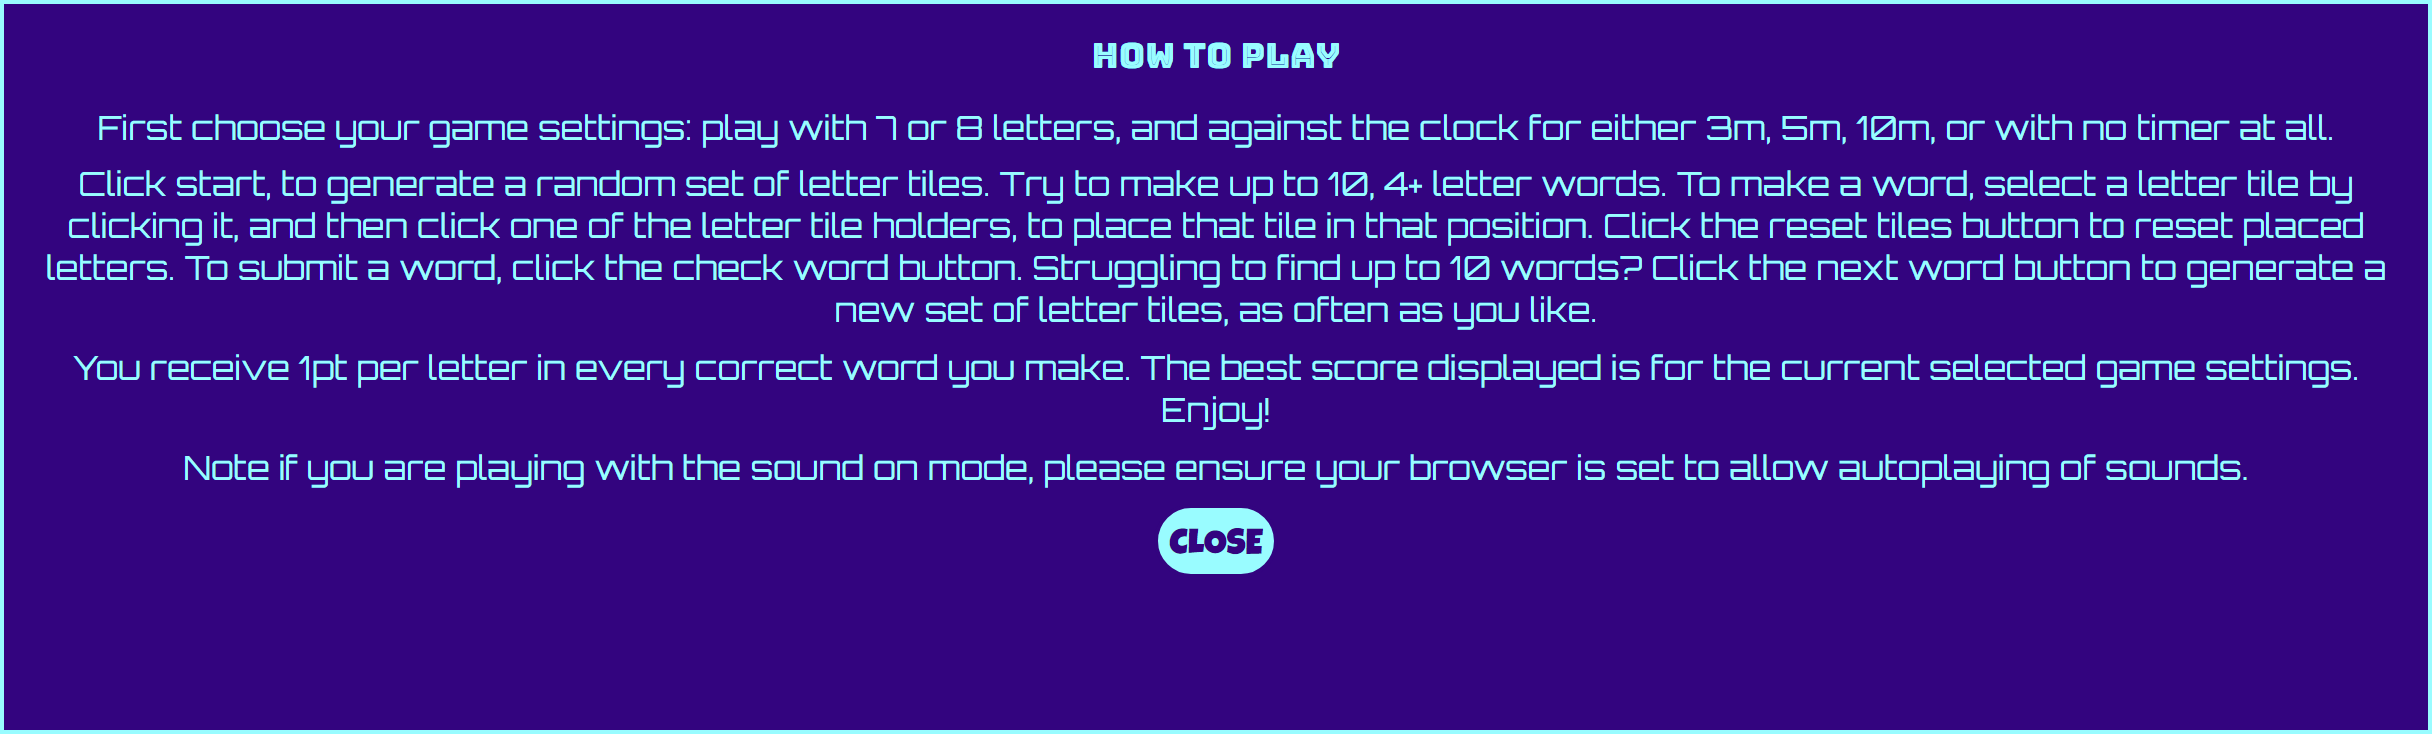 HOW TO PLAY
First choose your game settings: play with 7 or 8 letters, and against the clock for either 3m, 5m, 10m, or with no timer at all.
Click start, to generate a random set of letter tiles. Try to make up to 10, 4+ letter words. To make a word, select a letter tile by
clicking it, and then click one of the letter tile holders, to place that tile in that position. Click the reset tiles button to reset placed
letters. To submit a word, click the check word button. Struggling to find up to 10 words? Click the next word button to generate a
new set of letter tiles, as often as you like.
You receive 1pt per letter in every correct word you make. The best score displayed is for the current selected game settings.
Enjoy!
Note if you are playing with the sound on mode, please ensure your browser is set to allow autoplaying of sounds.
CLOSE